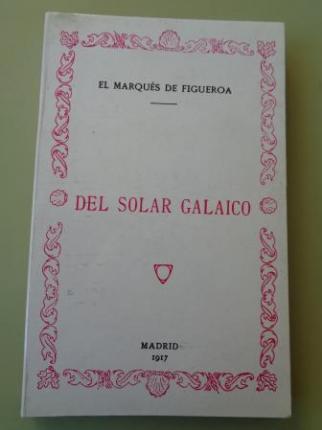 EL MARQUÉS DE FIGUEROA
DEL SOLAR GALAICO
MADRID
1917